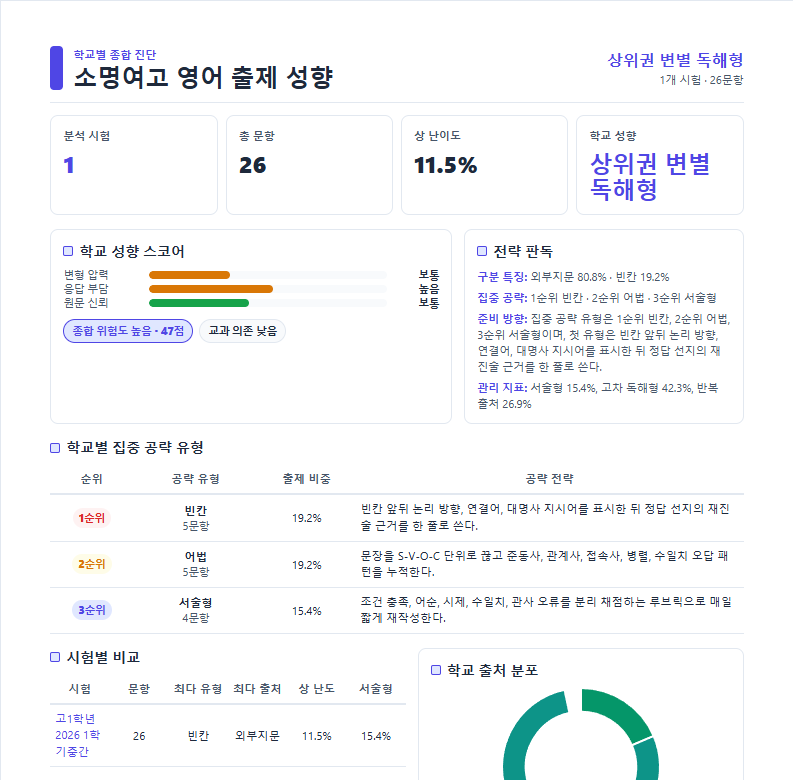 학교별 종합 진단
소명여고 영어 출제 성향
상위권 변별 독해형
1개 시험 · 26문항
분석 시험
1
총 문항
26
상 난이도
11.5%
학교 성향
상위권 변별
독해형
학교 성향 스코어
변형 압력 보통
응답 부담 높음
원문 신뢰 보통
종합 위험도 높음 · 47점
교과 의존 낮음
전략 판독
구분 특징: 외부지문 80.8% · 빈칸 19.2%
집중 공략: 1순위 빈칸 · 2순위 어법 · 3순위 서술형
준비 방향: 집중 공략 유형은 1순위 빈칸, 2순위 어법,
3순위 서술형이며, 첫 유형은 빈칸 앞뒤 논리 방향,
연결어, 대명사 지시어를 표시한 뒤 정답 선지의 재
진술 근거를 한 줄로 쓴다.
관리 지표: 서술형 15.4%, 고차 독해형 42.3%, 반복
출처 26.9%
학교별 집중 공략 유형
순위 공략 유형 출제 비중 공략 전략
1순위
빈칸
5문항
19.2%
빈칸 앞뒤 논리 방향, 연결어, 대명사 지시어를 표시한 뒤 정답 선지의 재진
술 근거를 한 줄로 쓴다.
2순위
어법
5문항
19.2%
문장을 S-V-O-C 단위로 끊고 준동사, 관계사, 접속사, 병렬, 수일치 오답 패
턴을 누적한다.
3순위
서술형
4문항
15.4%
조건 충족, 어순, 시제, 수일치, 관사 오류를 분리 채점하는 루브릭으로 매일
짧게 재작성한다.
시험별 비교
시험 문항 최다 유형 최다 출처 상 난도 서술형
고1학년
2026 1학
기중간
26 빈칸 외부지문 11.5% 15.4%
학교 출처 분포